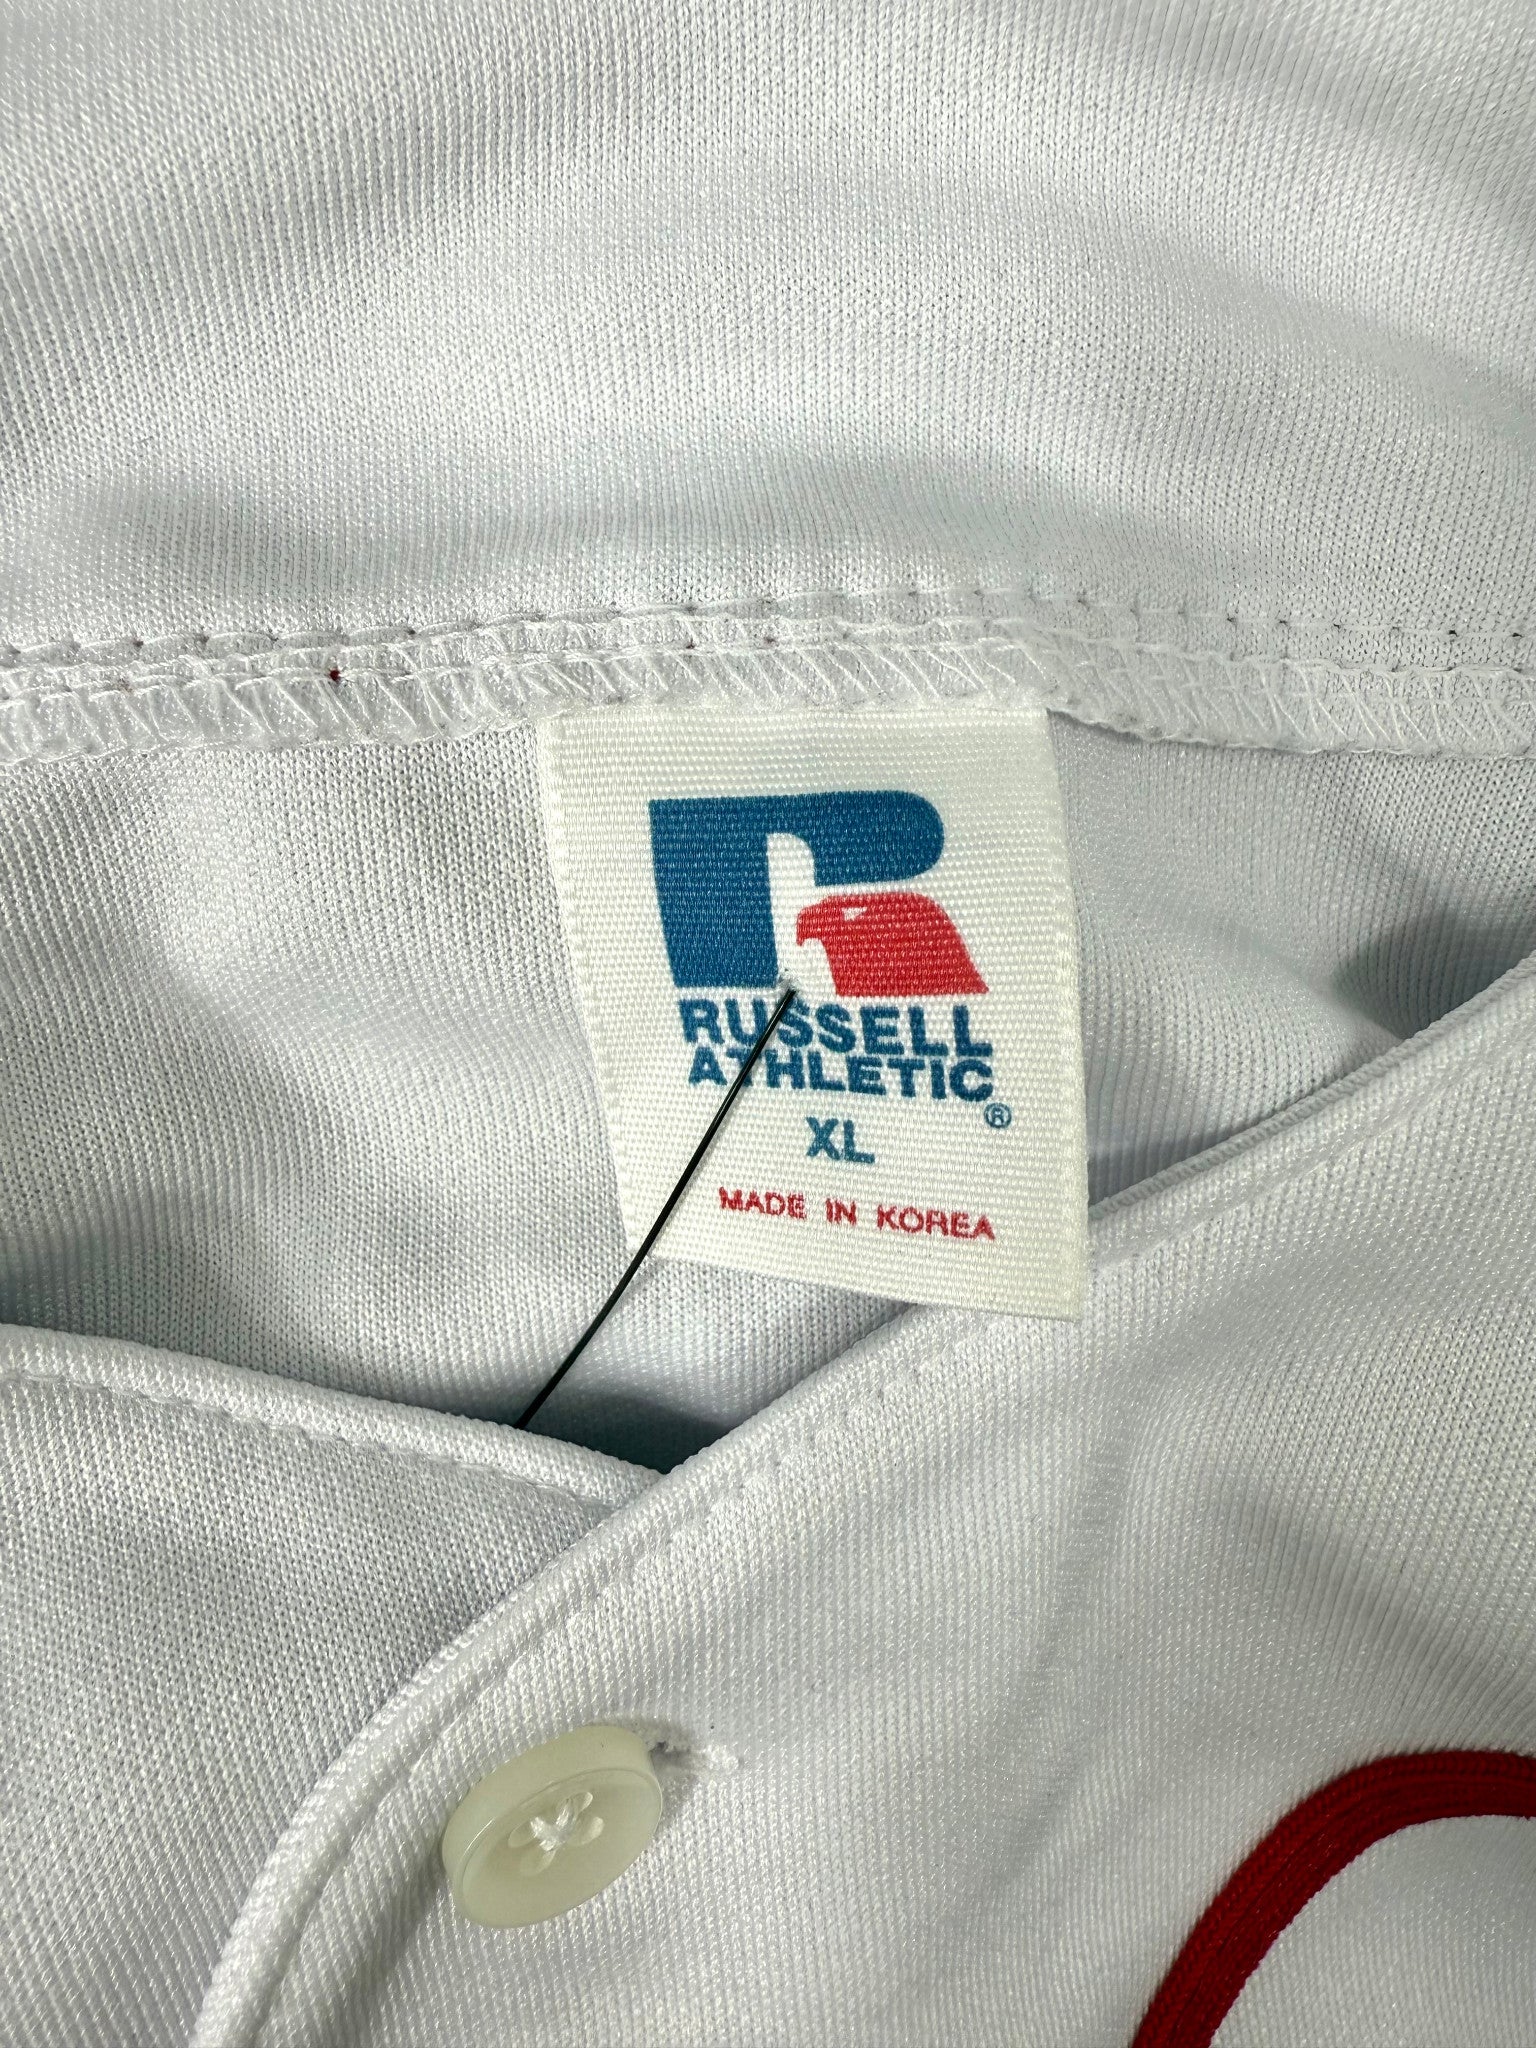 RUSSELL
ATHLETIC®
XL
MADE IN KOREA